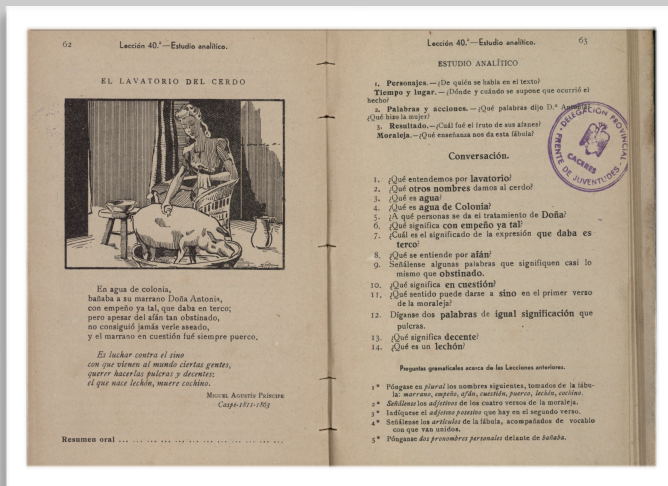 62
Lección 40.ª—Estudio analítico.
EL LAVATORIO DEL CERDO
En agua de colonia,
bañaba a su marrano Doña Antonia,
con empeño ya tal, que daba en terco;
pero apesar del afán tan obstinado,
no consiguió jamás verle aseado,
y el marrano en cuestión fué siempre puerco.
Es luchar contra el sino
con que vienen al mundo ciertas gentes,
querer hacerlas pulcras y decentes:
el que nace lechón, muere cochino.
MIGUEL AGUSTÍN PRÍNCIPE
Caspe-1811-1863
Resumen oral ... ... ... ... ... ... ... ... ... ... ...
Lección 40.ª—Estudio analítico.
63
ESTUDIO ANALÍTICO
1. Personajes.—¿De quién se habla en el texto?
Tiempo y lugar.—¿Dónde y cuándo se supone que ocurrió el
hecho?
2. Palabras y acciones.—¿Qué palabras dijo D.ª Antonia?
¿Qué hizo la mujer?
3. Resultado.—¿Cuál fué el fruto de sus afanes?
Moraleja.—¿Qué enseñanza nos da esta fábula?
DELEGACIÓN PROVINCIAL
CACERES
FRENTE DE JUVENTUDES
Conversación.
1. ¿Qué entendemos por lavatorio?
2. ¿Qué otros nombres damos al cerdo?
3. ¿Qué es agua?
4. ¿Qué es agua de Colonia?
5. ¿A qué personas se da el tratamiento de Doña?
6. ¿Qué significa con empeño ya tal?
7. ¿Cuál es el significado de la expresión que daba es
terco?
8. ¿Qué se entiende por afán?
9. Señálense algunas palabras que signifiquen casi lo
mismo que obstinado.
10. ¿Qué significa en cuestión?
11. ¿Qué sentido puede darse a sino en el primer verso
de la moraleja?
12. Díganse dos palabras de igual significación que
pulcras.
13. ¿Qué significa decente?
14. ¿Qué es un lechón?
Preguntas gramaticales acerca de las Lecciones anteriores.
1.ª Póngase en plural los nombres siguientes, tomados de la fábu-
la: marrano, empeño, afán, cuestión, puerco, lechón, cochino.
2.ª Señálense los adjetivos de los cuatro versos de la moraleja.
3.ª Indíquese el adjetivo posesivo que hay en el segundo verso.
4.ª Señálense los artículos de la fábula, acompañados de vocablo
con que van unidos.
5.ª Pónganse dos pronombres personales delante de bañaba.